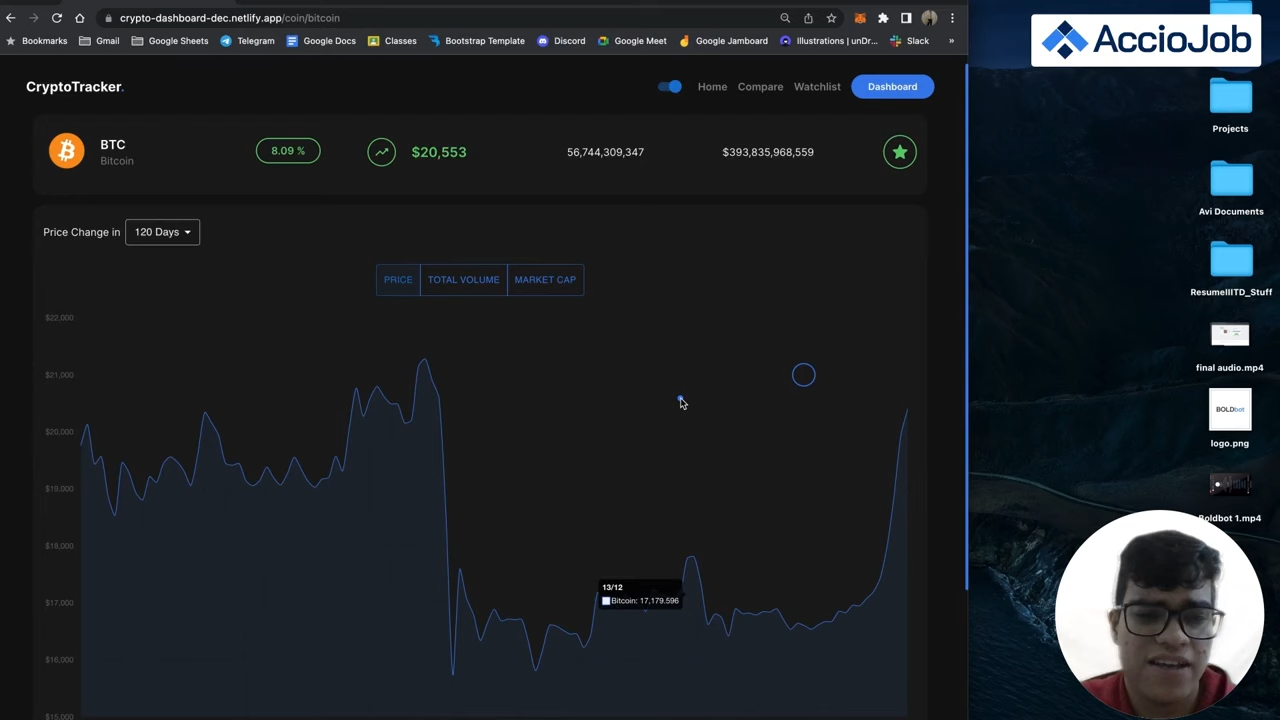 crypto-dashboard-dec.netlify.app/coin/bitcoin
Bookmarks Gmail Google Sheets Telegram Google Docs Classes Bootstrap Template Discord Google Meet Google Jamboard Illustrations | unDr... Slack »
AccioJob
CryptoTracker.
Home Compare Watchlist Dashboard
BTC
Bitcoin
8.09 %
$20,553
56,744,309,347
$393,835,968,559
Price Change in 120 Days
PRICE TOTAL VOLUME MARKET CAP
$22,000
$21,000
$20,000
$19,000
$18,000
$17,000
$16,000
$15,000
13/12
Bitcoin: 17,179.596
Projects
Avi Documents
ResumeIIITD_Stuff
final audio.mp4
BOLDbot
logo.png
Boldbot 1.mp4